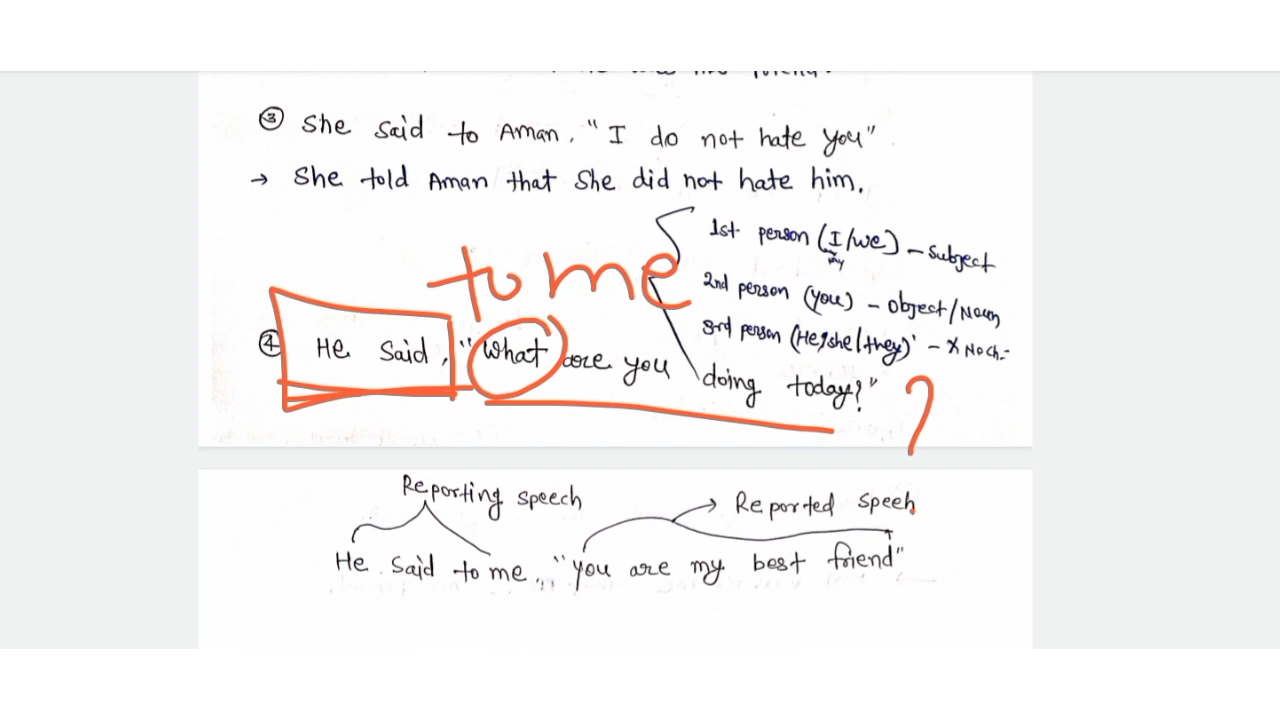 ③ She said to Aman, "I do not hate you"
→ She told Aman that She did not hate him.
1st person (I/we) - Subject
my
2nd person (you) - object/Noun
3rd person (He/she/they) - X No ch.-
to me
④ He Said, "What are you doing today?" ?
Reporting speech
Reported speeh
He said to me, "you are my best friend"